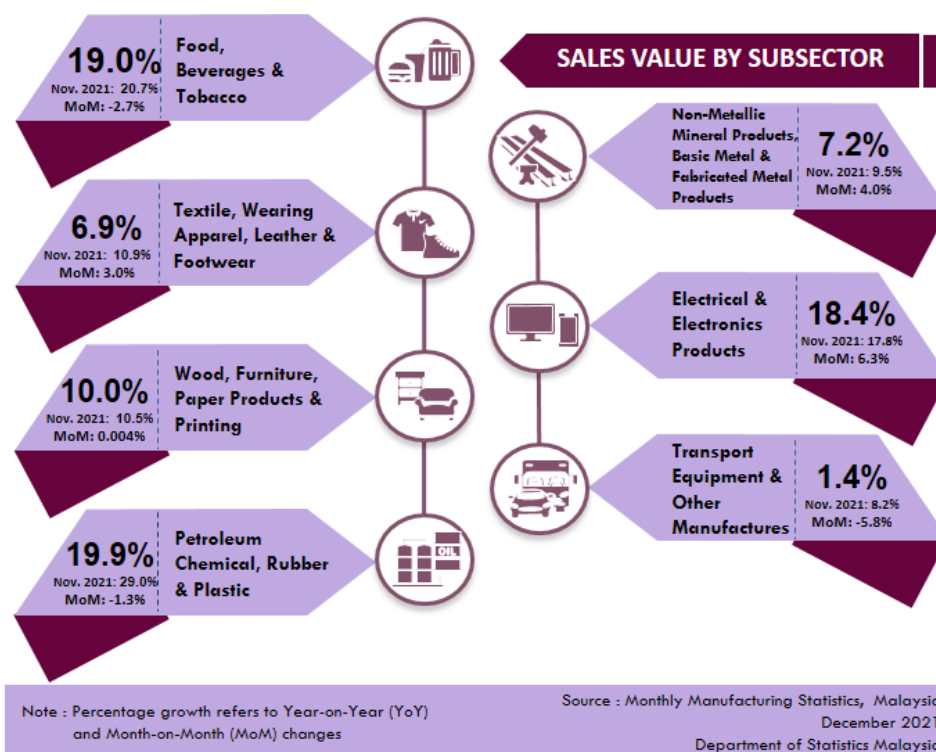 SALES VALUE BY SUBSECTOR
19.0%
Nov. 2021: 20.7%
MoM: -2.7%
Food,
Beverages &
Tobacco
6.9%
Nov. 2021: 10.9%
MoM: 3.0%
Textile, Wearing
Apparel, Leather &
Footwear
10.0%
Nov. 2021: 10.5%
MoM: 0.004%
Wood, Furniture,
Paper Products &
Printing
19.9%
Nov. 2021: 29.0%
MoM: -1.3%
Petroleum
Chemical, Rubber
& Plastic
OIL
Non-Metallic
Mineral Products,
Basic Metal &
Fabricated Metal
Products
7.2%
Nov. 2021: 9.5%
MoM: 4.0%
Electrical &
Electronics
Products
18.4%
Nov. 2021: 17.8%
MoM: 6.3%
Transport
Equipment &
Other
Manufactures
1.4%
Nov. 2021: 8.2%
MoM: -5.8%
Note : Percentage growth refers to Year-on-Year (YoY)
and Month-on-Month (MoM) changes
Source : Monthly Manufacturing Statistics, Malaysia
December 2021
Department of Statistics Malaysia